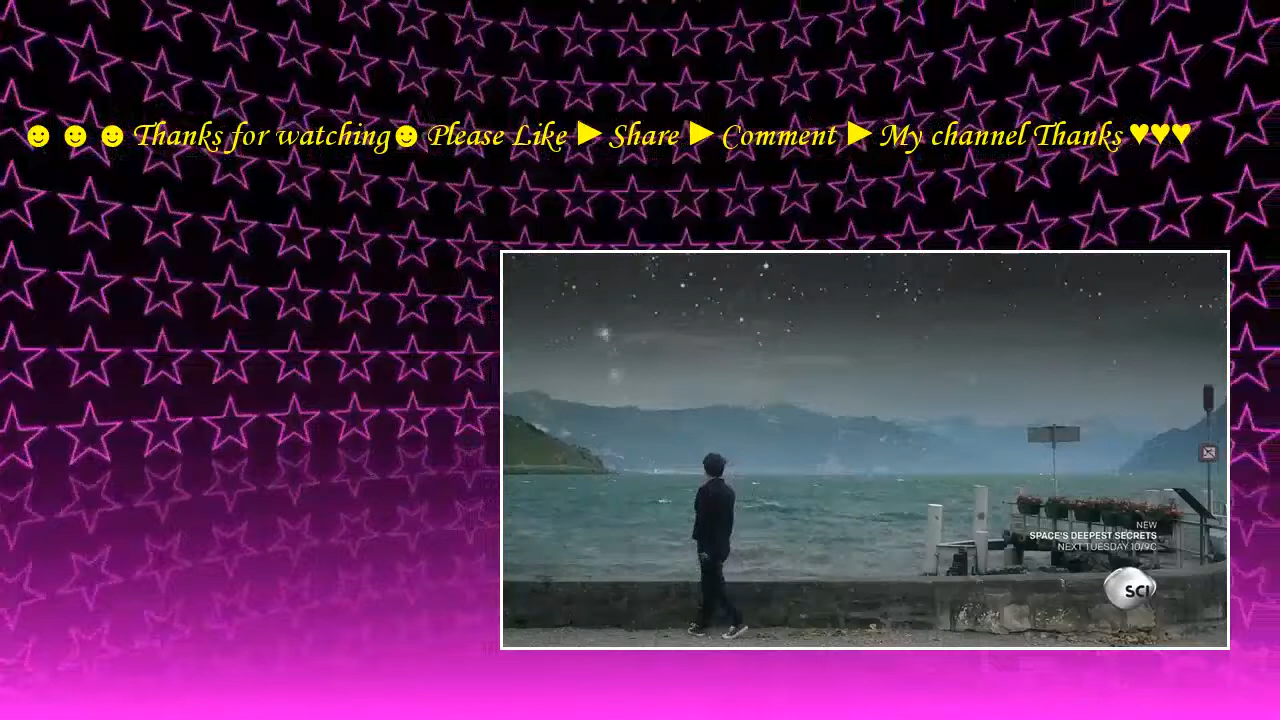 ☻ ☻ ☻ Thanks for watching☻ Please Like ► Share ► Comment ► My channel Thanks ♥♥♥
NEW
SPACE'S DEEPEST SECRETS
NEXT TUESDAY 10/9C
SCI